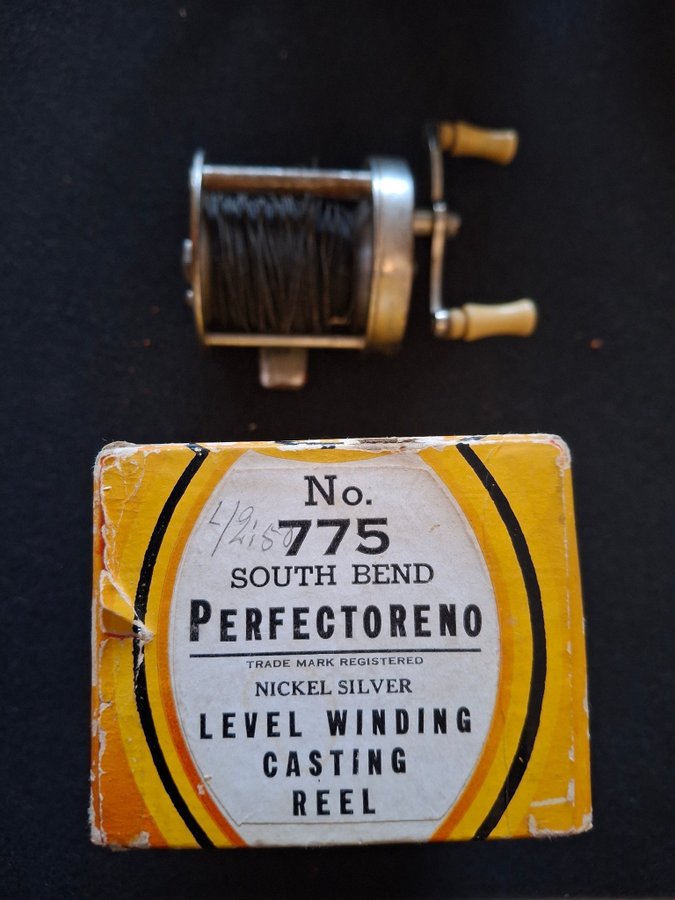 No.
775
SOUTH BEND
PERFECTORENO
TRADE MARK REGISTERED
NICKEL SILVER
LEVEL WINDING
CASTING
REEL